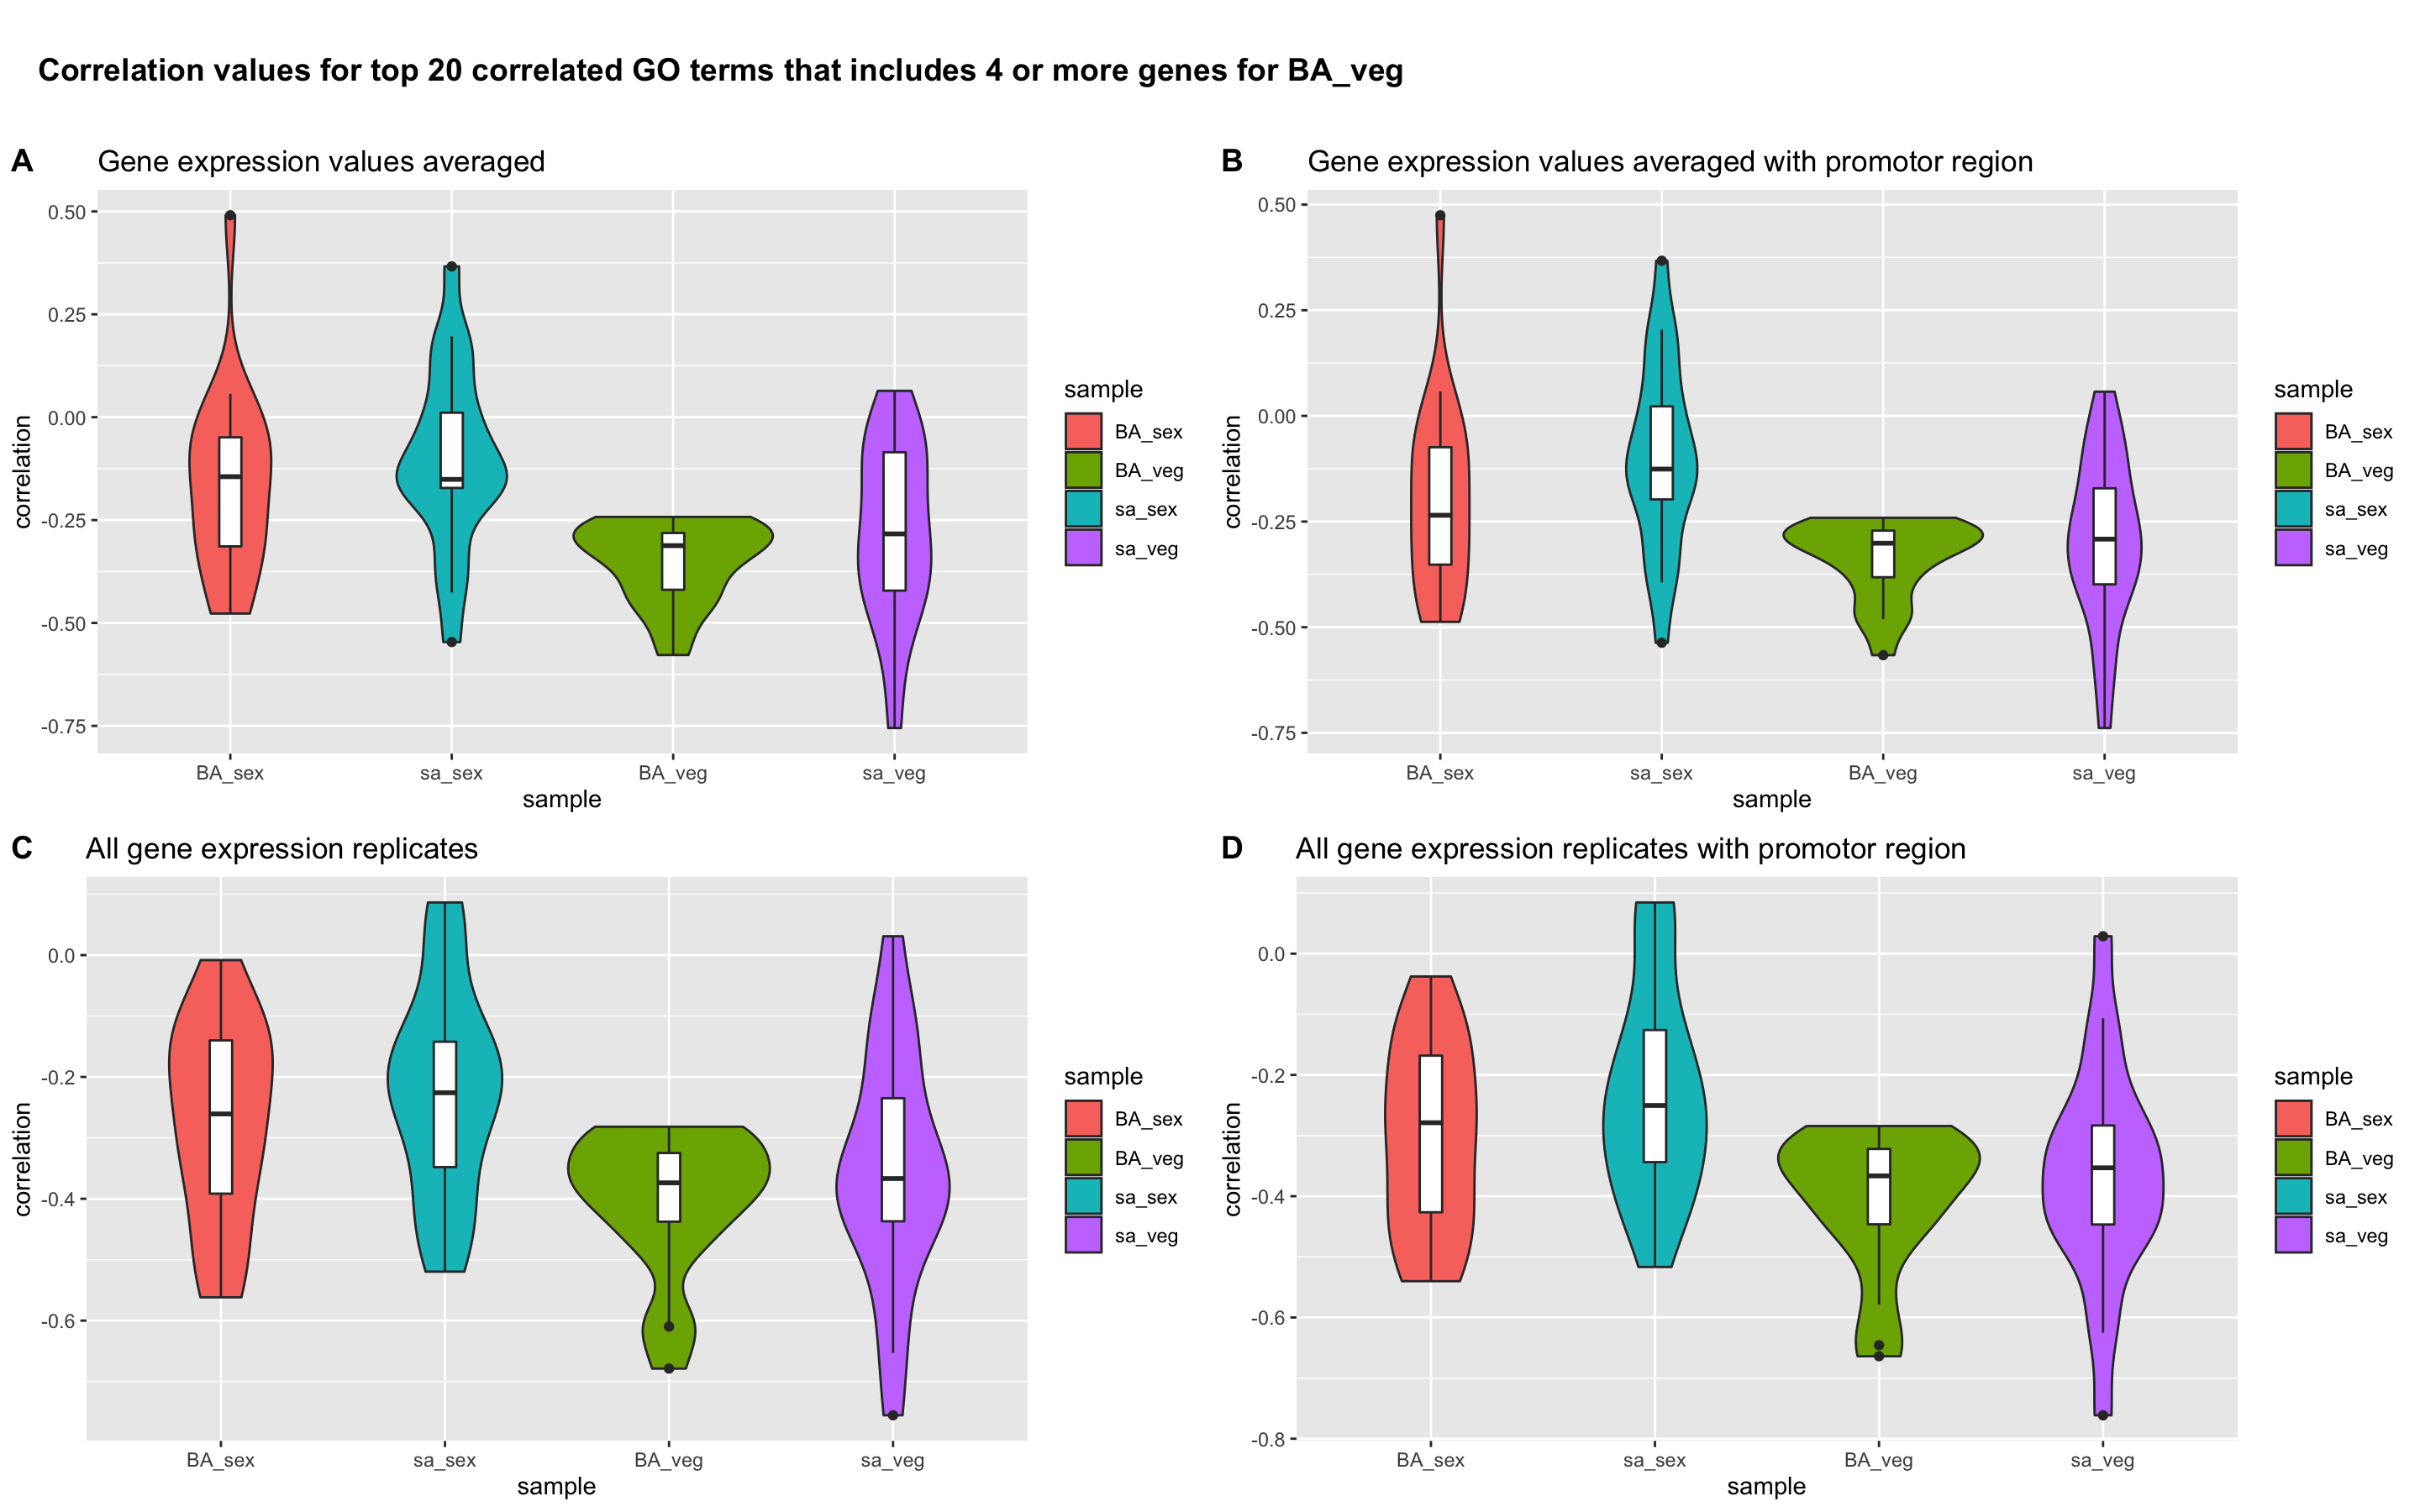 Correlation values for top 20 correlated GO terms that includes 4 or more genes for BA_veg
A
Gene expression values averaged
0.50
0.25
0.00
-0.25
-0.50
-0.75
correlation
BA_sex
sa_sex
BA_veg
sa_veg
sample
sample
BA_sex
BA_veg
sa_sex
sa_veg
B
Gene expression values averaged with promotor region
0.50
0.25
0.00
-0.25
-0.50
-0.75
correlation
BA_sex
sa_sex
BA_veg
sa_veg
sample
sample
BA_sex
BA_veg
sa_sex
sa_veg
C
All gene expression replicates
0.0
-0.2
-0.4
-0.6
correlation
BA_sex
sa_sex
BA_veg
sa_veg
sample
sample
BA_sex
BA_veg
sa_sex
sa_veg
D
All gene expression replicates with promotor region
0.0
-0.2
-0.4
-0.6
-0.8
correlation
BA_sex
sa_sex
BA_veg
sa_veg
sample
sample
BA_sex
BA_veg
sa_sex
sa_veg